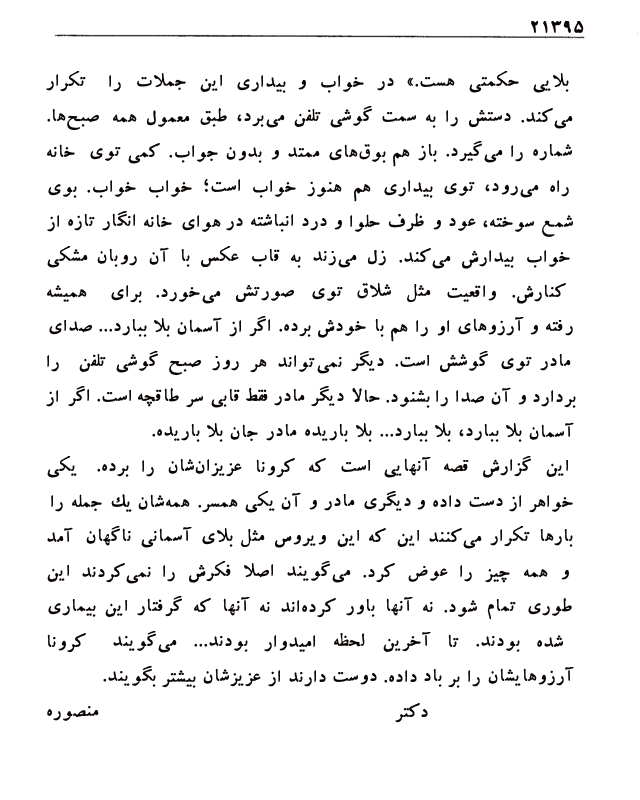 ۲۱۳۹۵
بلایی حکمتی هست.» در خواب و بیداری این جملات را تکرار
می‌کند. دستش را به سمت گوشی تلفن می‌برد، طبق معمول همه صبح‌ها.
شماره را می‌گیرد. باز هم بوق‌های ممتد و بدون جواب. کمی توی خانه
راه می‌رود، توی بیداری هم هنوز خواب است؛ خواب خواب. بوی
شمع سوخته، عود و ظرف حلوا و درد انباشته در هوای خانه انگار تازه از
خواب بیدارش می‌کند. زل می‌زند به قاب عکس با آن روبان مشکی
کنارش. واقعیت مثل شلاق توی صورتش می‌خورد. برای همیشه
رفته و آرزوهای او را هم با خودش برده. اگر از آسمان بلا ببارد... صدای
مادر توی گوشش است. دیگر نمی‌تواند هر روز صبح گوشی تلفن را
بردارد و آن صدا را بشنود. حالا دیگر مادر فقط قابی سر طاقچه است. اگر از
آسمان بلا ببارد، بلا ببارد... بلا باریده مادر جان بلا باریده.
این گزارش قصه آنهایی است که کرونا عزیزان‌شان را برده. یکی
خواهر از دست داده و دیگری مادر و آن یکی همسر. همه‌شان یك جمله را
بارها تکرار می‌کنند این که این ویروس مثل بلای آسمانی ناگهان آمد
و همه چیز را عوض کرد. می‌گویند اصلا فکرش را نمی‌کردند این
طوری تمام شود. نه آنها باور کرده‌اند نه آنها که گرفتار این بیماری
شده بودند. تا آخرین لحظه امیدوار بودند... می‌گویند کرونا
آرزوهایشان را بر باد داده. دوست دارند از عزیزشان بیشتر بگویند.
دکتر منصوره